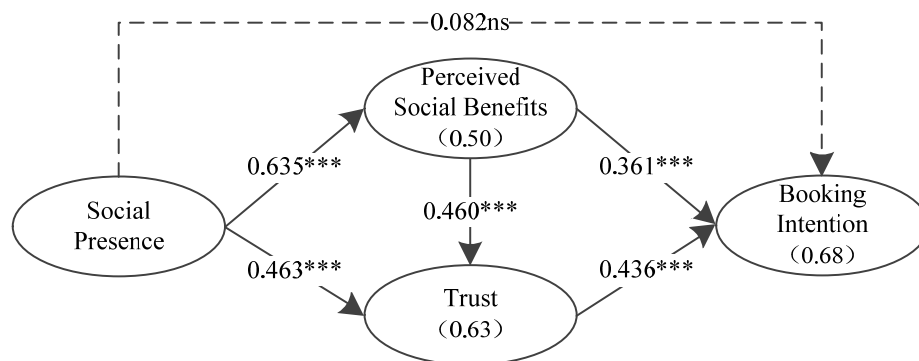 0.082ns
Perceived
Social Benefits
（0.50）
0.635***
0.361***
Social
Presence
0.460***
Booking
Intention
（0.68）
0.463***
0.436***
Trust
（0.63）